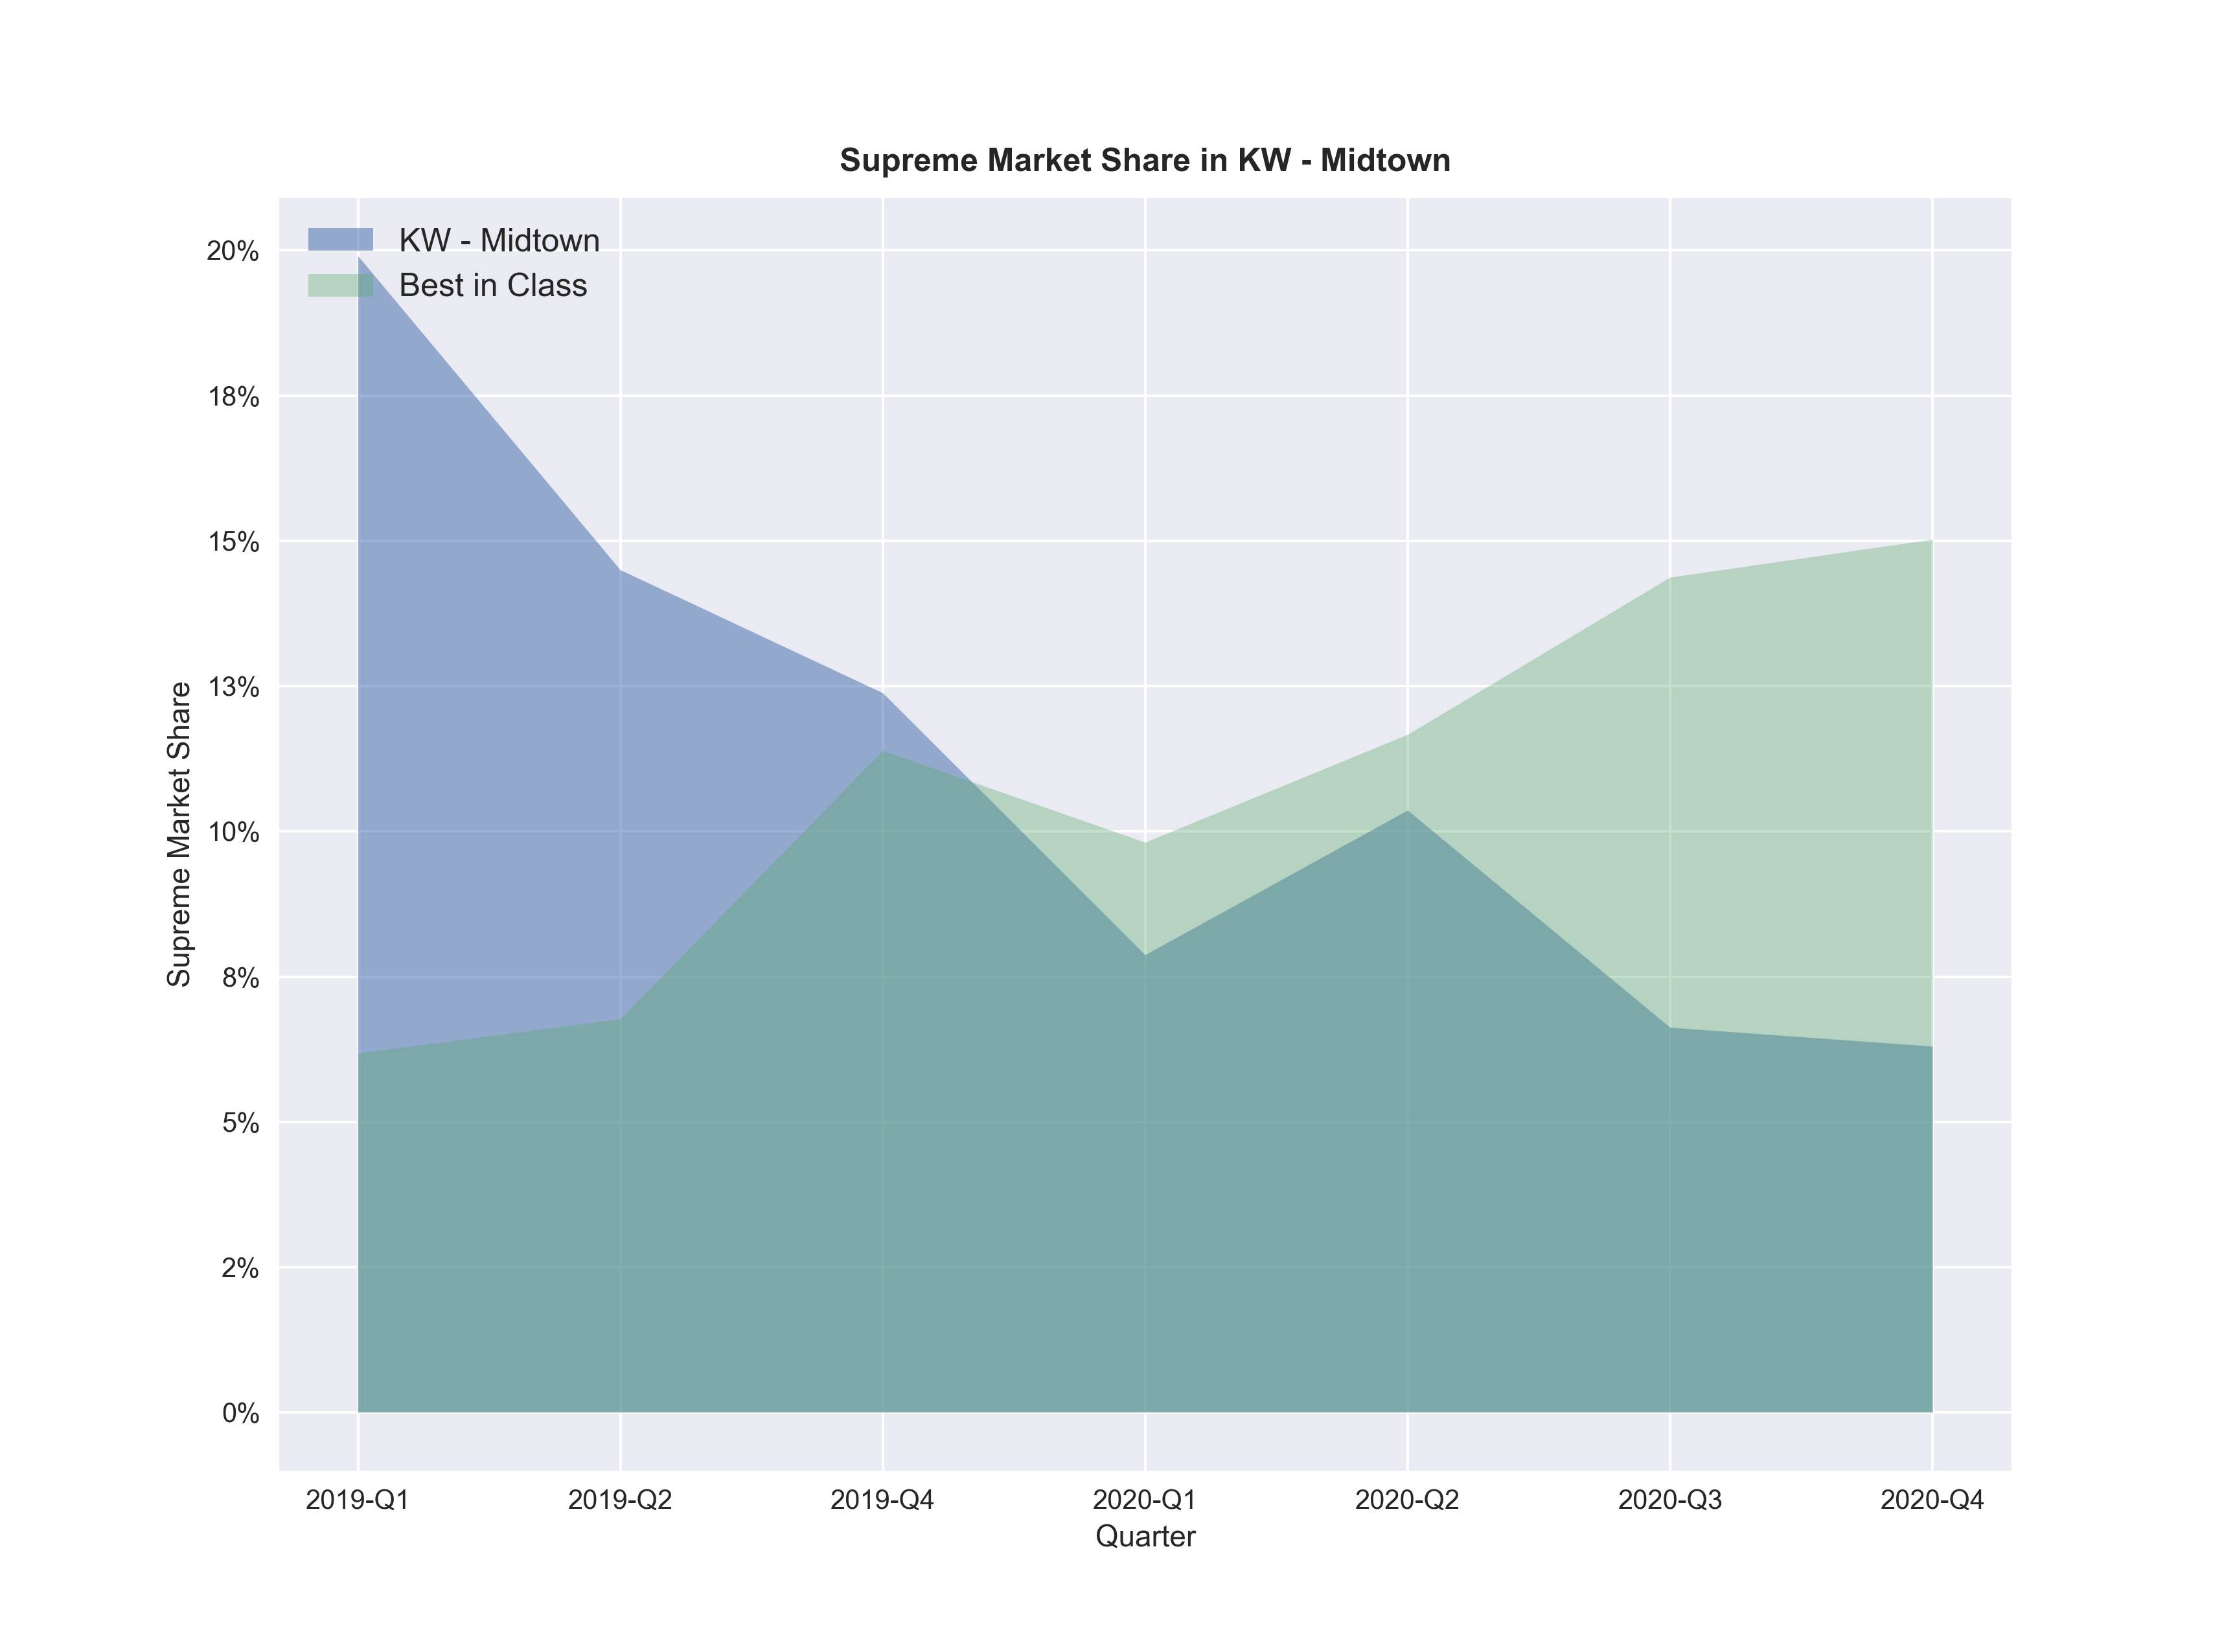 Supreme Market Share in KW - Midtown
KW - Midtown
Best in Class
20%
18%
15%
13%
10%
8%
5%
2%
0%
Supreme Market Share
2019-Q1 2019-Q2 2019-Q4 2020-Q1 2020-Q2 2020-Q3 2020-Q4
Quarter